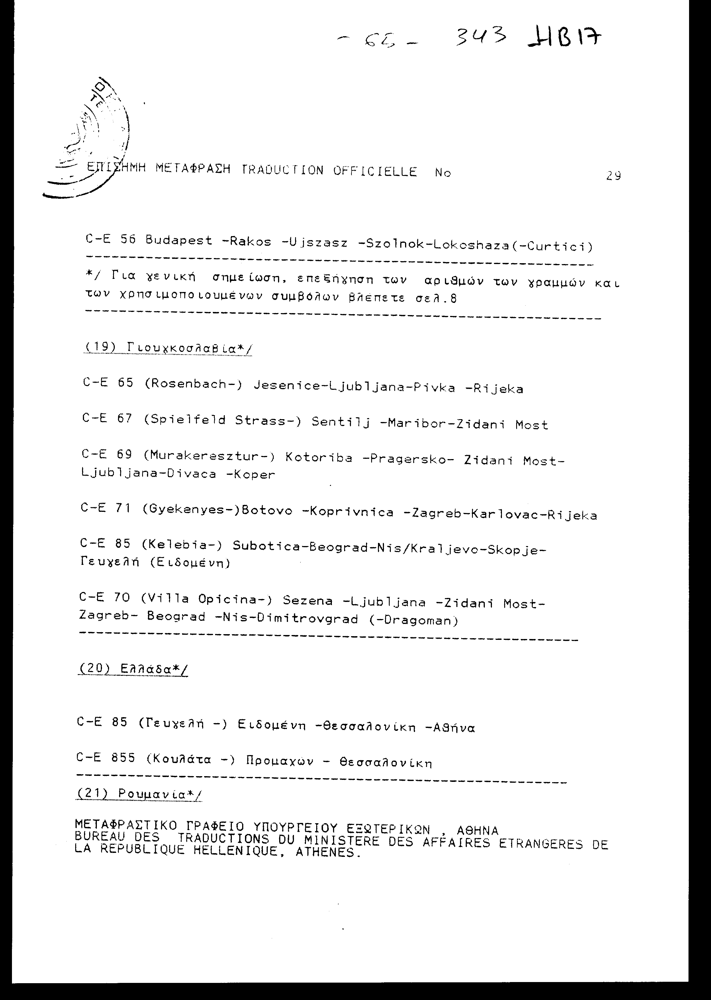 - 65 - 343 HB17
ΕΠΙΣΗΜΗ ΜΕΤΑΦΡΑΣΗ TRADUCTION OFFICIELLE No 29
C-E 56 Budapest -Rakos -Ujszasz -Szolnok-Lokoshaza(-Curtici)
*/ Για γενική σημείωση, επεξήγηση των αριθμών των γραμμών και
των χρησιμοποιουμένων συμβόλων βλέπετε σελ.8
(19) Γιουγκοσλαβία*/
C-E 65 (Rosenbach-) Jesenice-Ljubljana-Pivka -Rijeka
C-E 67 (Spielfeld Strass-) Sentilj -Maribor-Zidani Most
C-E 69 (Murakeresztur-) Kotoriba -Pragersko- Zidani Most-
Ljubljana-Divaca -Koper
C-E 71 (Gyekenyes-)Botovo -Koprivnica -Zagreb-Karlovac-Rijeka
C-E 85 (Kelebia-) Subotica-Beograd-Nis/Kraljevo-Skopje-
Γευγελή (Ειδομένη)
C-E 70 (Villa Opicina-) Sezena -Ljubljana -Zidani Most-
Zagreb- Beograd -Nis-Dimitrovgrad (-Dragoman)
(20) Ελλάδα*/
C-E 85 (Γευγελή -) Ειδομένη -Θεσσαλονίκη -Αθήνα
C-E 855 (Κουλάτα -) Προμαχών - Θεσσαλονίκη
(21) Ρουμανία*/
ΜΕΤΑΦΡΑΣΤΙΚΟ ΓΡΑΦΕΙΟ ΥΠΟΥΡΓΕΙΟΥ ΕΞΩΤΕΡΙΚΩΝ , ΑΘΗΝΑ
BUREAU DES TRADUCTIONS DU MINISTERE DES AFFAIRES ETRANGERES DE
LA REPUBLIQUE HELLENIQUE, ATHENES.